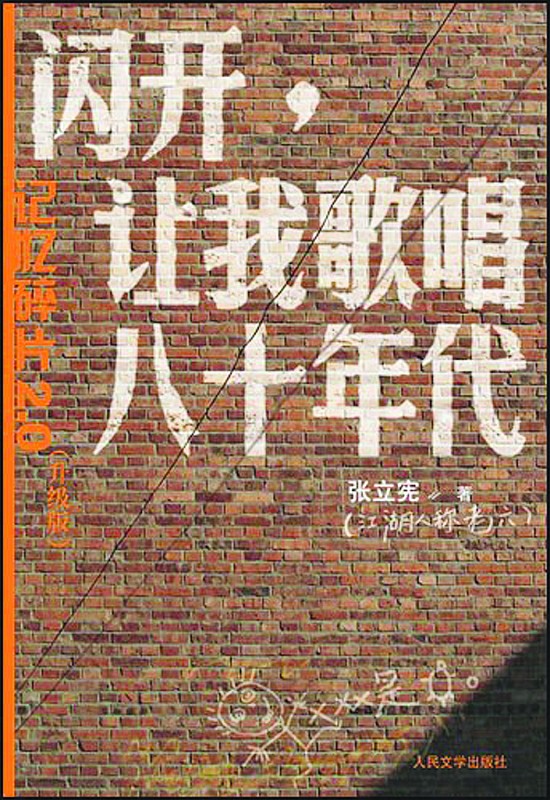 闪开，
让我歌唱
八十年代
记忆碎片2.0
（升级版）
张立宪 // 著
（江湖人称老六）
人民文学出版社